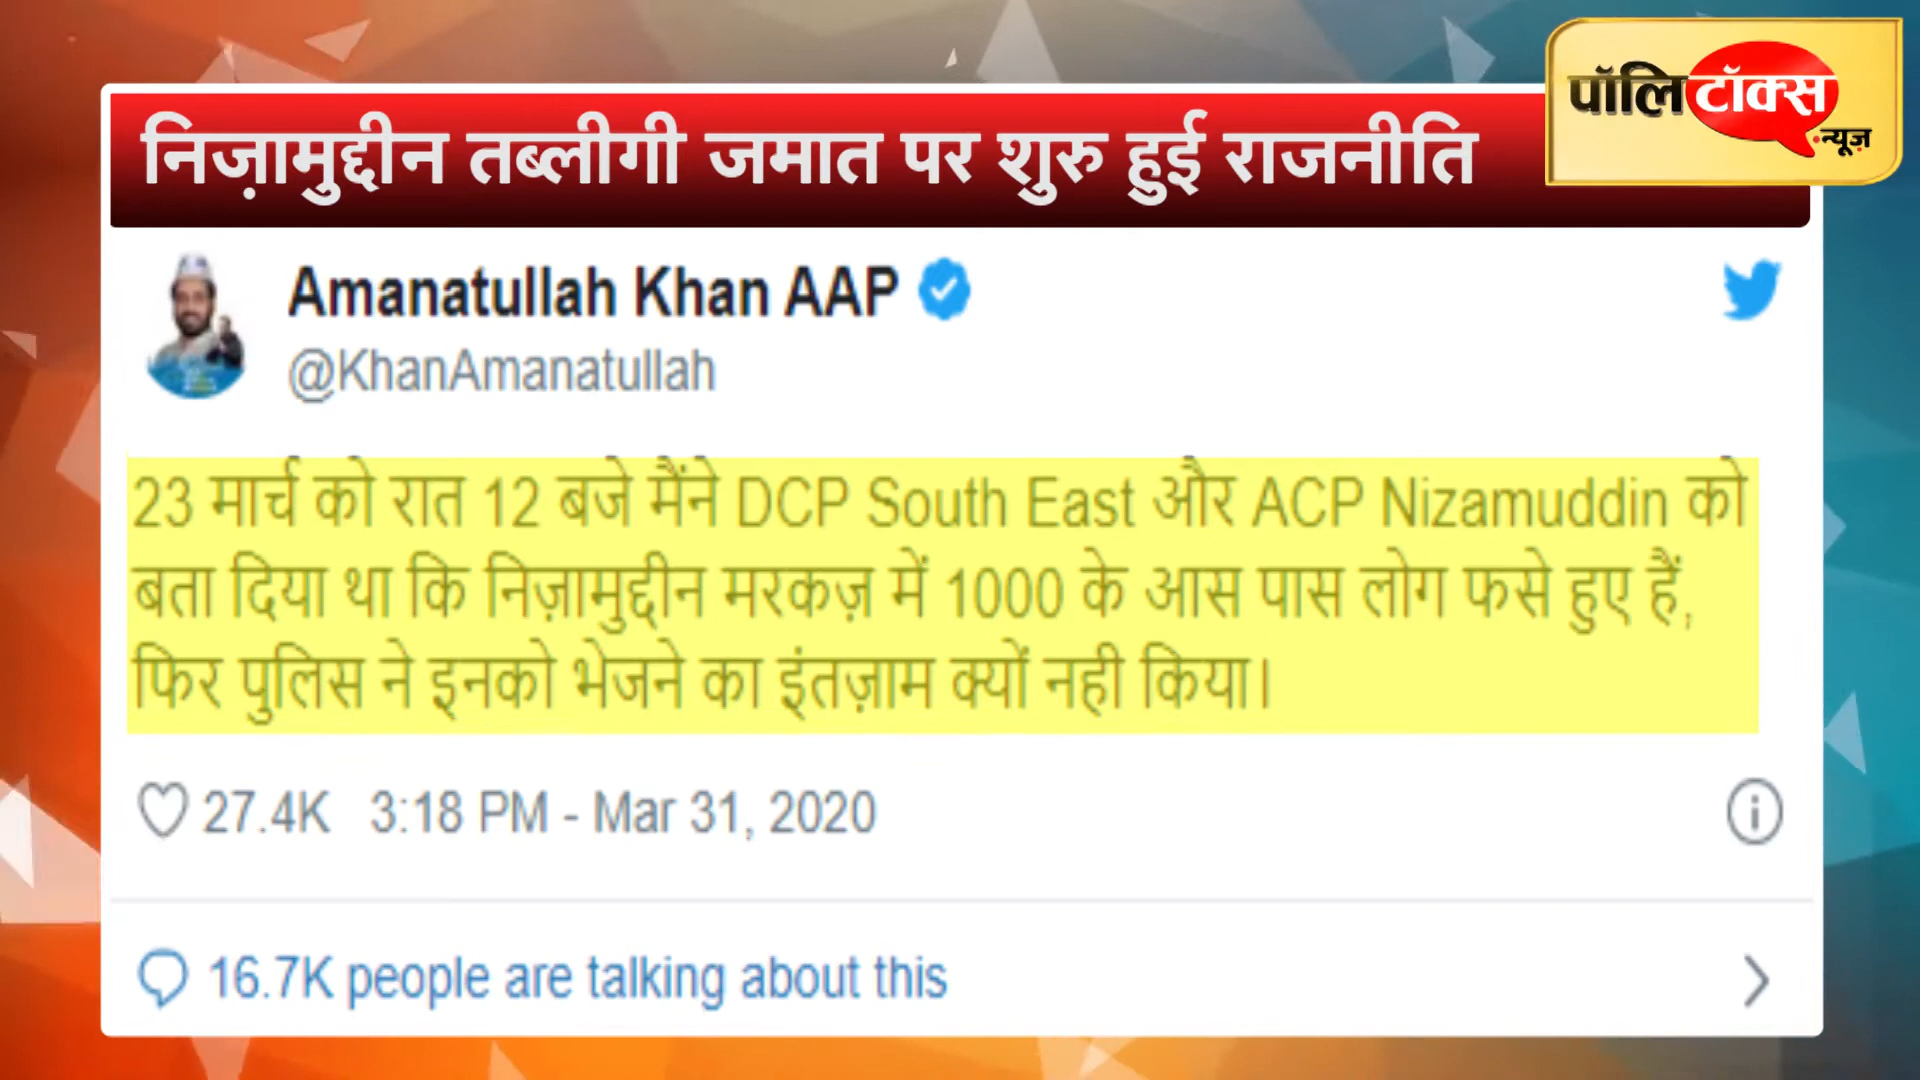 पॉलिटॉक्स
न्यूज़
निज़ामुद्दीन तब्लीगी जमात पर शुरु हुई राजनीति
Amanatullah Khan AAP
@KhanAmanatullah
23 मार्च को रात 12 बजे मैंने DCP South East और ACP Nizamuddin को
बता दिया था कि निज़ामुद्दीन मरकज़ में 1000 के आस पास लोग फसे हुए हैं,
फिर पुलिस ने इनको भेजने का इंतज़ाम क्यों नही किया।
27.4K 3:18 PM - Mar 31, 2020
16.7K people are talking about this